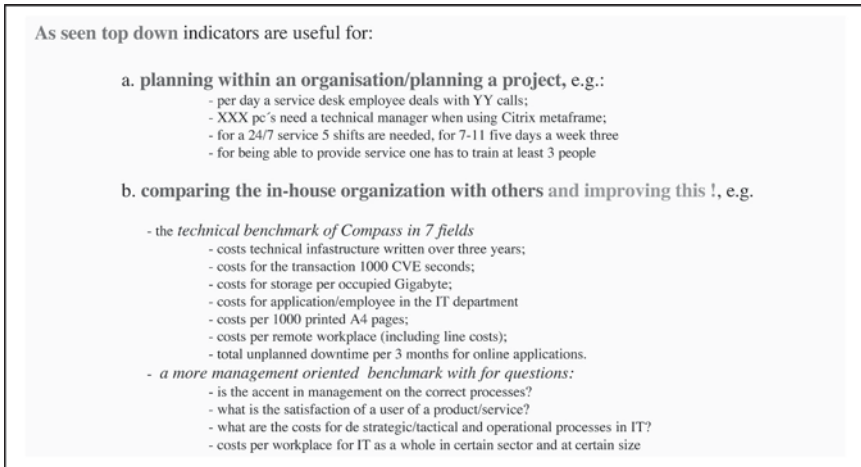 As seen top down indicators are useful for:
a. planning within an organisation/planning a project, e.g.:
- per day a service desk employee deals with YY calls;
- XXX pc´s need a technical manager when using Citrix metaframe;
- for a 24/7 service 5 shifts are needed, for 7-11 five days a week three
- for being able to provide service one has to train at least 3 people
b. comparing the in-house organization with others and improving this !, e.g.
- the technical benchmark of Compass in 7 fields
- costs technical infastructure written over three years;
- costs for the transaction 1000 CVE seconds;
- costs for storage per occupied Gigabyte;
- costs for application/employee in the IT department
- costs per 1000 printed A4 pages;
- costs per remote workplace (including line costs);
- total unplanned downtime per 3 months for online applications.
- a more management oriented benchmark with for questions:
- is the accent in management on the correct processes?
- what is the satisfaction of a user of a product/service?
- what are the costs for de strategic/tactical and operational processes in IT?
- costs per workplace for IT as a whole in certain sector and at certain size